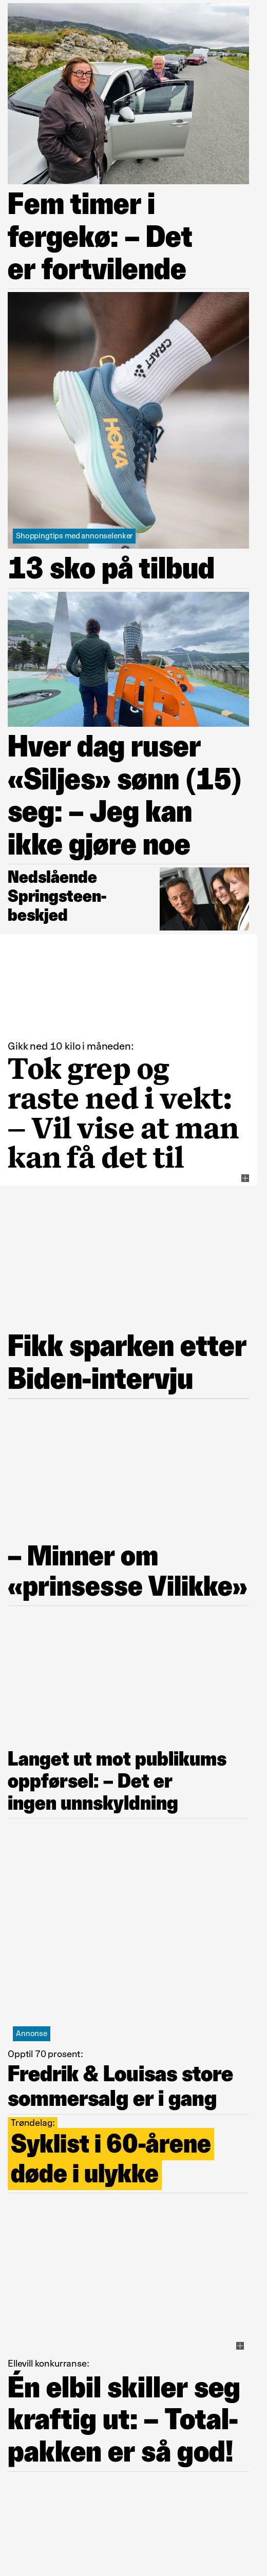 Fem timer i
fergekø: – Det
er fortvilende
CRAFT
HOKA
Shoppingtips med annonselenker
13 sko på tilbud
Hver dag ruser
«Siljes» sønn (15)
seg: – Jeg kan
ikke gjøre noe
Nedslående
Springsteen-
beskjed
Gikk ned 10 kilo i måneden:
Tok grep og
raste ned i vekt:
– Vil vise at man
kan få det til
Fikk sparken etter
Biden-intervju
– Minner om
«prinsesse Vilikke»
Langet ut mot publikums
oppførsel: – Det er
ingen unnskyldning
Annonse
Opptil 70 prosent:
Fredrik & Louisas store
sommersalg er i gang
Trøndelag:
Syklist i 60-årene
døde i ulykke
Ellevill konkurranse:
Én elbil skiller seg
kraftig ut: – Total-
pakken er så god!